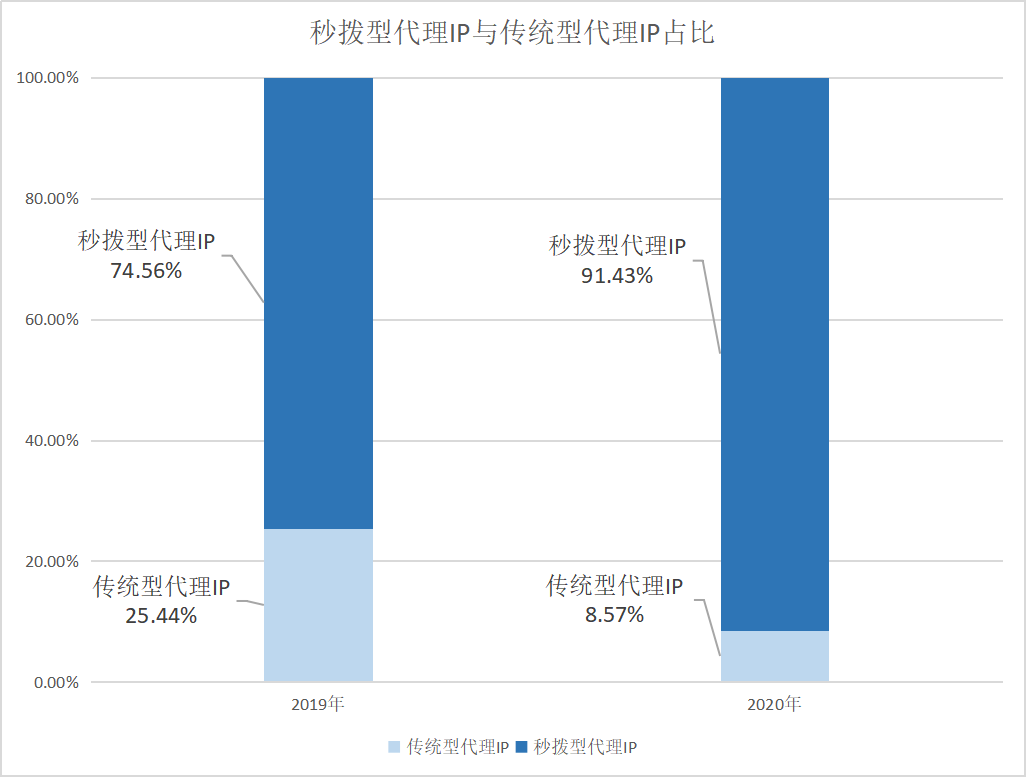 秒拨型代理IP与传统型代理IP占比
100.00%
80.00%
60.00%
40.00%
20.00%
0.00%
秒拨型代理IP
74.56%
传统型代理IP
25.44%
秒拨型代理IP
91.43%
传统型代理IP
8.57%
2019年
2020年
传统型代理IP 秒拨型代理IP